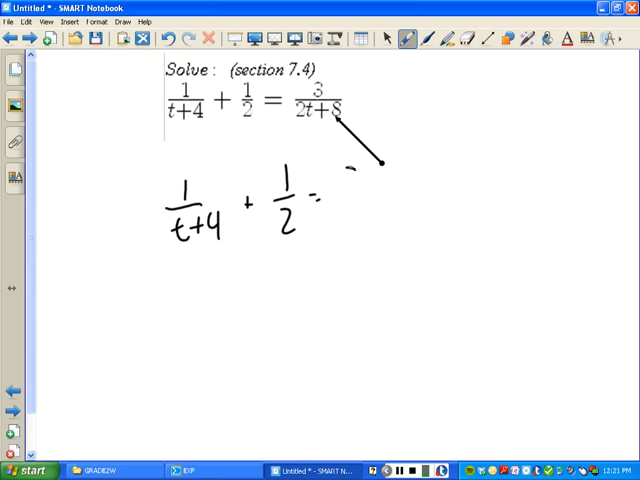 Untitled * - SMART Notebook
File Edit View Insert Format Draw Help
Solve : (section 7.4)
1/(t+4) + 1/2 = 3/(2t+8)
1/(t+4) + 1/2 =
start GRADE2W EXP Untitled * - SMART N... 12:21 PM